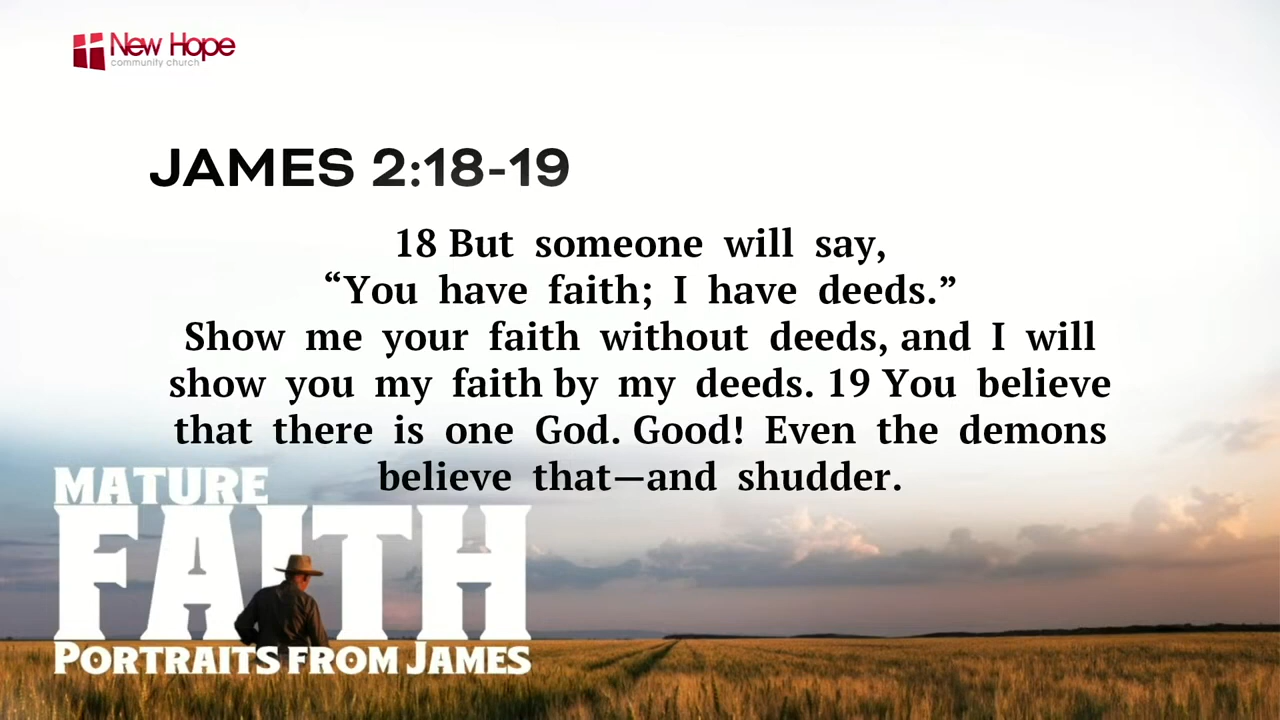 New Hope
community church
JAMES 2:18-19
18 But someone will say,
“You have faith; I have deeds.”
Show me your faith without deeds, and I will
show you my faith by my deeds. 19 You believe
that there is one God. Good! Even the demons
believe that—and shudder.
MATURE
FAITH
PORTRAITS FROM JAMES